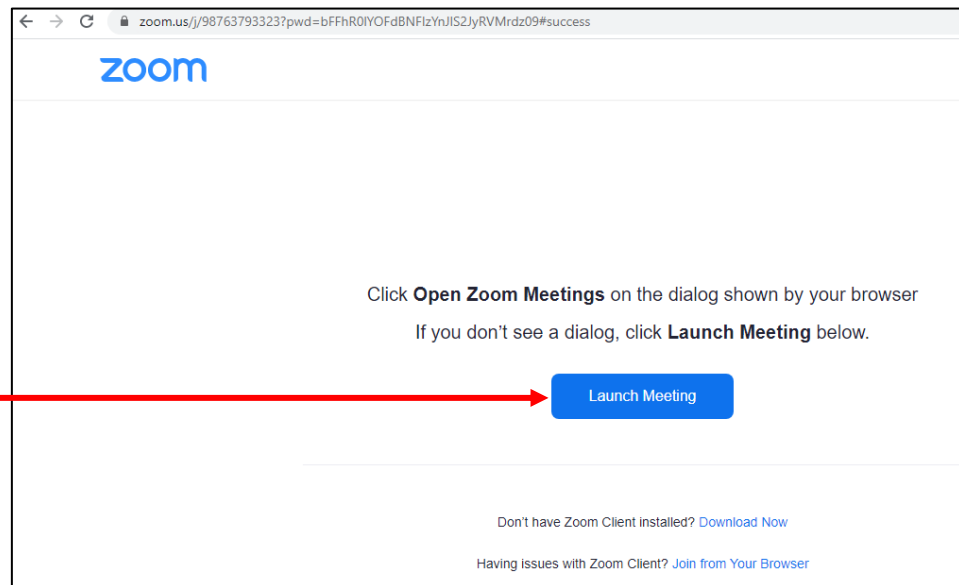 zoom.us/j/98763793323?pwd=bFFhR0lYOFdBNFIzYnJlS2JyRVMrdz09#success
zoom
Click Open Zoom Meetings on the dialog shown by your browser
If you don't see a dialog, click Launch Meeting below.
Launch Meeting
Don't have Zoom Client installed? Download Now
Having issues with Zoom Client? Join from Your Browser